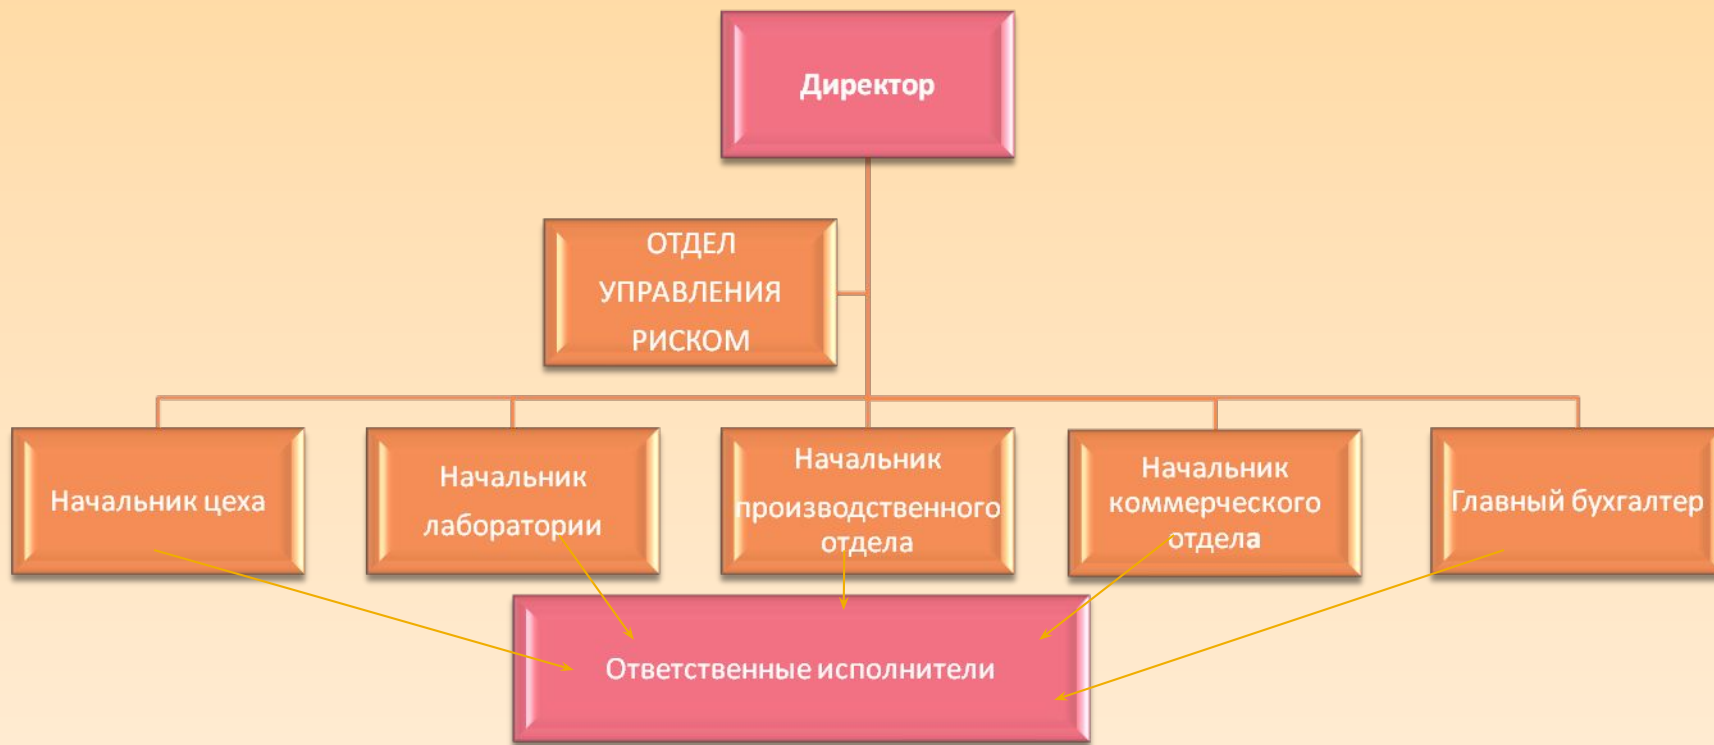 Директор
ОТДЕЛ
УПРАВЛЕНИЯ
РИСКОМ
Начальник цеха
Начальник
лаборатории
Начальник
производственного
отдела
Начальник
коммерческого
отдела
Главный бухгалтер
Ответственные исполнители